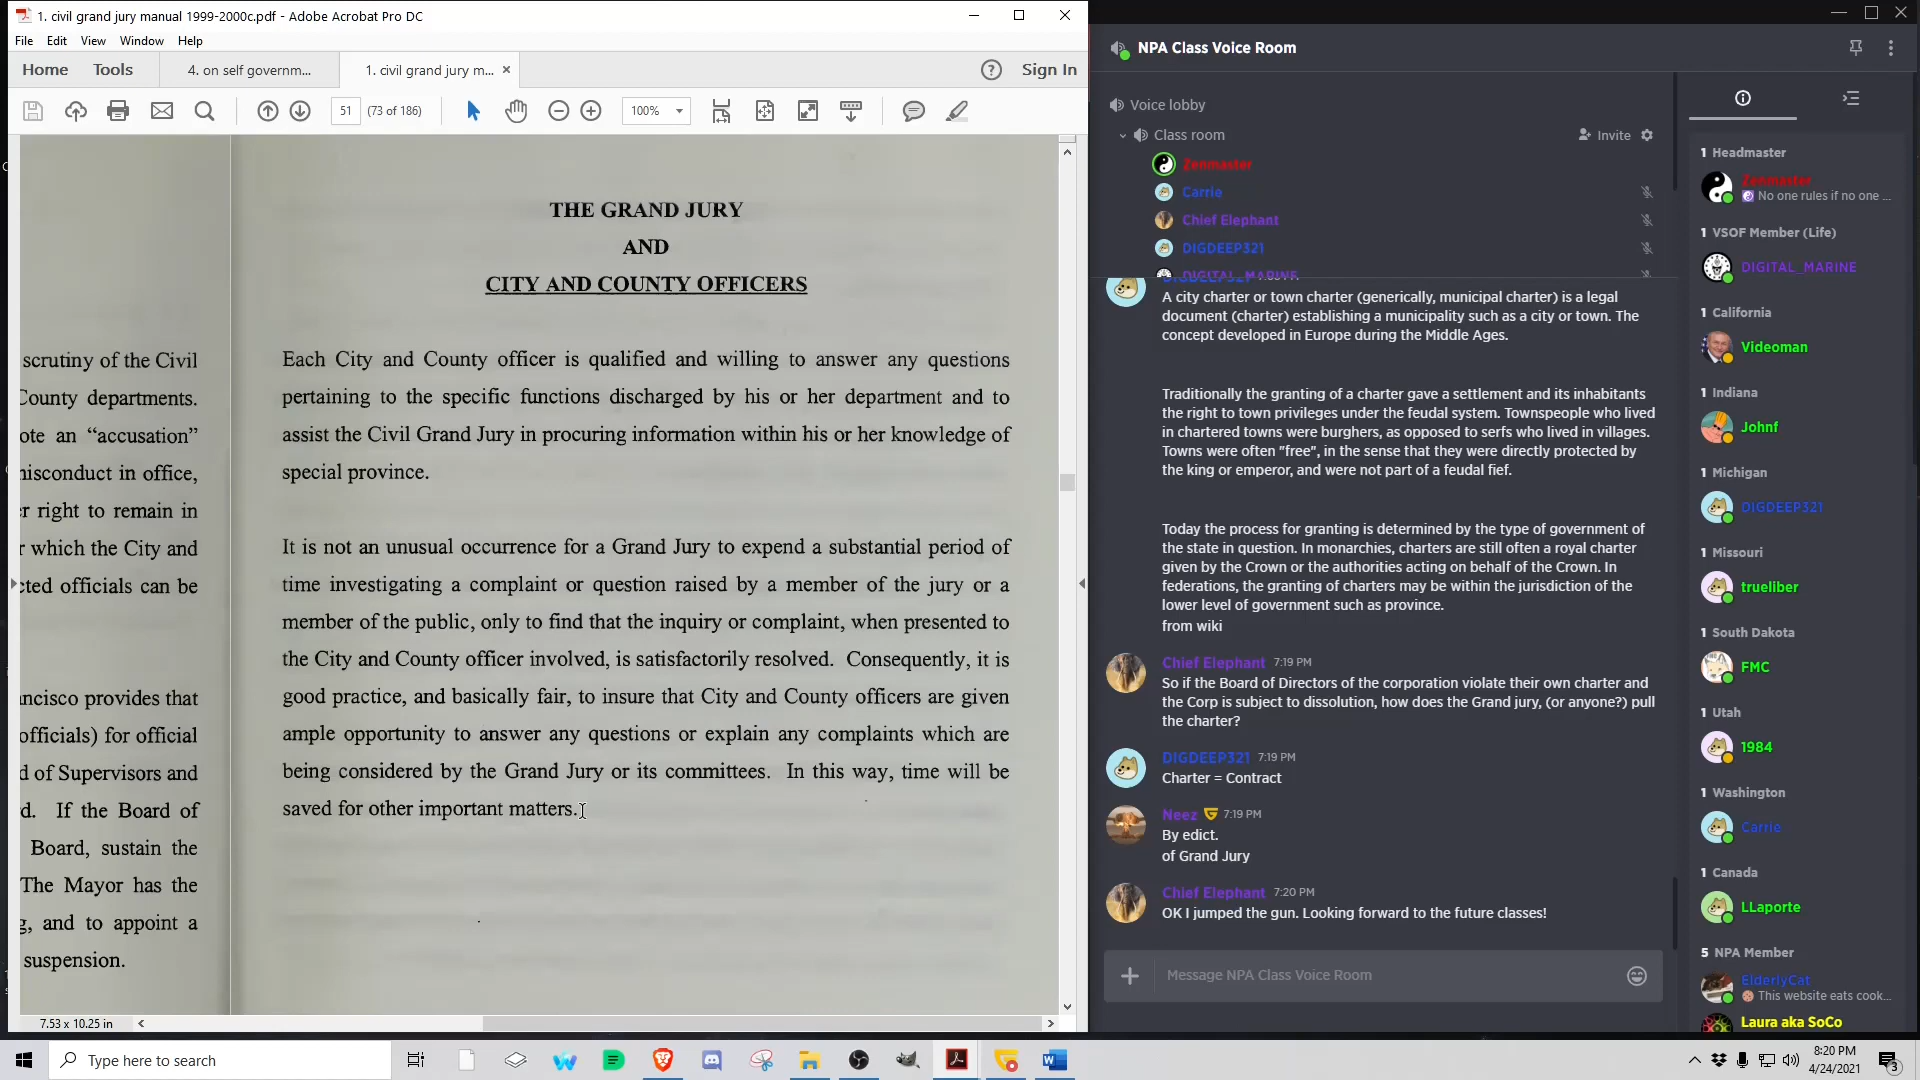 1. civil grand jury manual 1999-2000c.pdf - Adobe Acrobat Pro DC
File Edit View Window Help
Home Tools 4. on self governm... 1. civil grand jury m... × Sign In
51 (73 of 186) 100%
scrutiny of the Civil
County departments.
ote an “accusation”
nisconduct in office,
er right to remain in
r which the City and
cted officials can be
ancisco provides that
officials) for official
d of Supervisors and
d. If the Board of
Board, sustain the
The Mayor has the
g, and to appoint a
suspension.
THE GRAND JURY
AND
CITY AND COUNTY OFFICERS
Each City and County officer is qualified and willing to answer any questions
pertaining to the specific functions discharged by his or her department and to
assist the Civil Grand Jury in procuring information within his or her knowledge of
special province.
It is not an unusual occurrence for a Grand Jury to expend a substantial period of
time investigating a complaint or question raised by a member of the jury or a
member of the public, only to find that the inquiry or complaint, when presented to
the City and County officer involved, is satisfactorily resolved. Consequently, it is
good practice, and basically fair, to insure that City and County officers are given
ample opportunity to answer any questions or explain any complaints which are
being considered by the Grand Jury or its committees. In this way, time will be
saved for other important matters.
7.53 x 10.25 in
NPA Class Voice Room
Voice lobby
Class room Invite
Zenmaster
Carrie
Chief Elephant
DIGDEEP321
DIGITAL_MARINE
A city charter or town charter (generically, municipal charter) is a legal
document (charter) establishing a municipality such as a city or town. The
concept developed in Europe during the Middle Ages.
Traditionally the granting of a charter gave a settlement and its inhabitants
the right to town privileges under the feudal system. Townspeople who lived
in chartered towns were burghers, as opposed to serfs who lived in villages.
Towns were often "free", in the sense that they were directly protected by
the king or emperor, and were not part of a feudal fief.
Today the process for granting is determined by the type of government of
the state in question. In monarchies, charters are still often a royal charter
given by the Crown or the authorities acting on behalf of the Crown. In
federations, the granting of charters may be within the jurisdiction of the
lower level of government such as province.
from wiki
Chief Elephant 7:19 PM
So if the Board of Directors of the corporation violate their own charter and
the Corp is subject to dissolution, how does the Grand jury, (or anyone?) pull
the charter?
DIGDEEP321 7:19 PM
Charter = Contract
Neez 7:19 PM
By edict.
of Grand Jury
Chief Elephant 7:20 PM
OK I jumped the gun. Looking forward to the future classes!
Message NPA Class Voice Room
1 Headmaster
Zenmaster
No one rules if no one ...
1 VSOF Member (Life)
DIGITAL_MARINE
1 California
Videoman
1 Indiana
Johnf
1 Michigan
DIGDEEP321
1 Missouri
trueliber
1 South Dakota
FMC
1 Utah
1984
1 Washington
Carrie
1 Canada
LLaporte
5 NPA Member
ElderlyCat
This website eats cook...
Laura aka SoCo
Type here to search
8:20 PM
4/24/2021
3